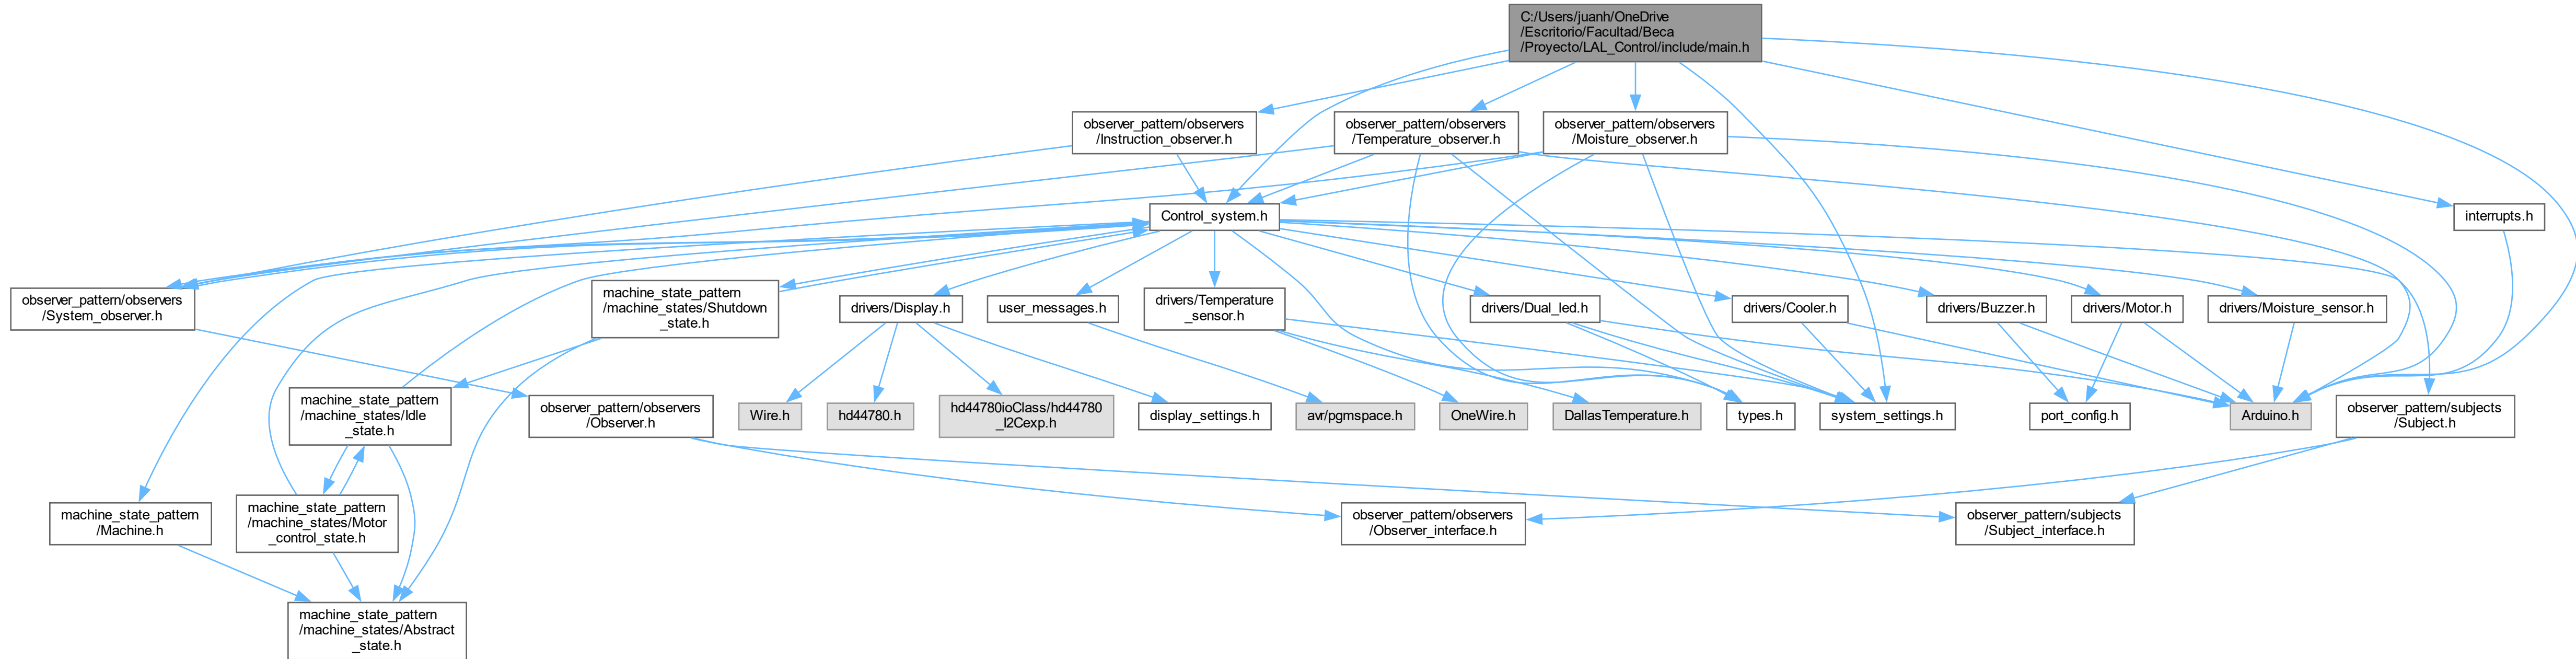 C:/Users/juanh/OneDrive
/Escritorio/Facultad/Beca
/Proyecto/LAL_Control/include/main.h
observer_pattern/observers
/Instruction_observer.h
observer_pattern/observers
/Temperature_observer.h
observer_pattern/observers
/Moisture_observer.h
Control_system.h
interrupts.h
observer_pattern/observers
/System_observer.h
machine_state_pattern
/machine_states/Shutdown
_state.h
drivers/Display.h
user_messages.h
drivers/Temperature
_sensor.h
drivers/Dual_led.h
drivers/Cooler.h
drivers/Buzzer.h
drivers/Motor.h
drivers/Moisture_sensor.h
machine_state_pattern
/machine_states/Idle
_state.h
observer_pattern/observers
/Observer.h
Wire.h
hd44780.h
hd44780ioClass/hd44780
_I2Cexp.h
display_settings.h
avr/pgmspace.h
OneWire.h
DallasTemperature.h
types.h
system_settings.h
port_config.h
Arduino.h
observer_pattern/subjects
/Subject.h
machine_state_pattern
/Machine.h
machine_state_pattern
/machine_states/Motor
_control_state.h
observer_pattern/observers
/Observer_interface.h
observer_pattern/subjects
/Subject_interface.h
machine_state_pattern
/machine_states/Abstract
_state.h